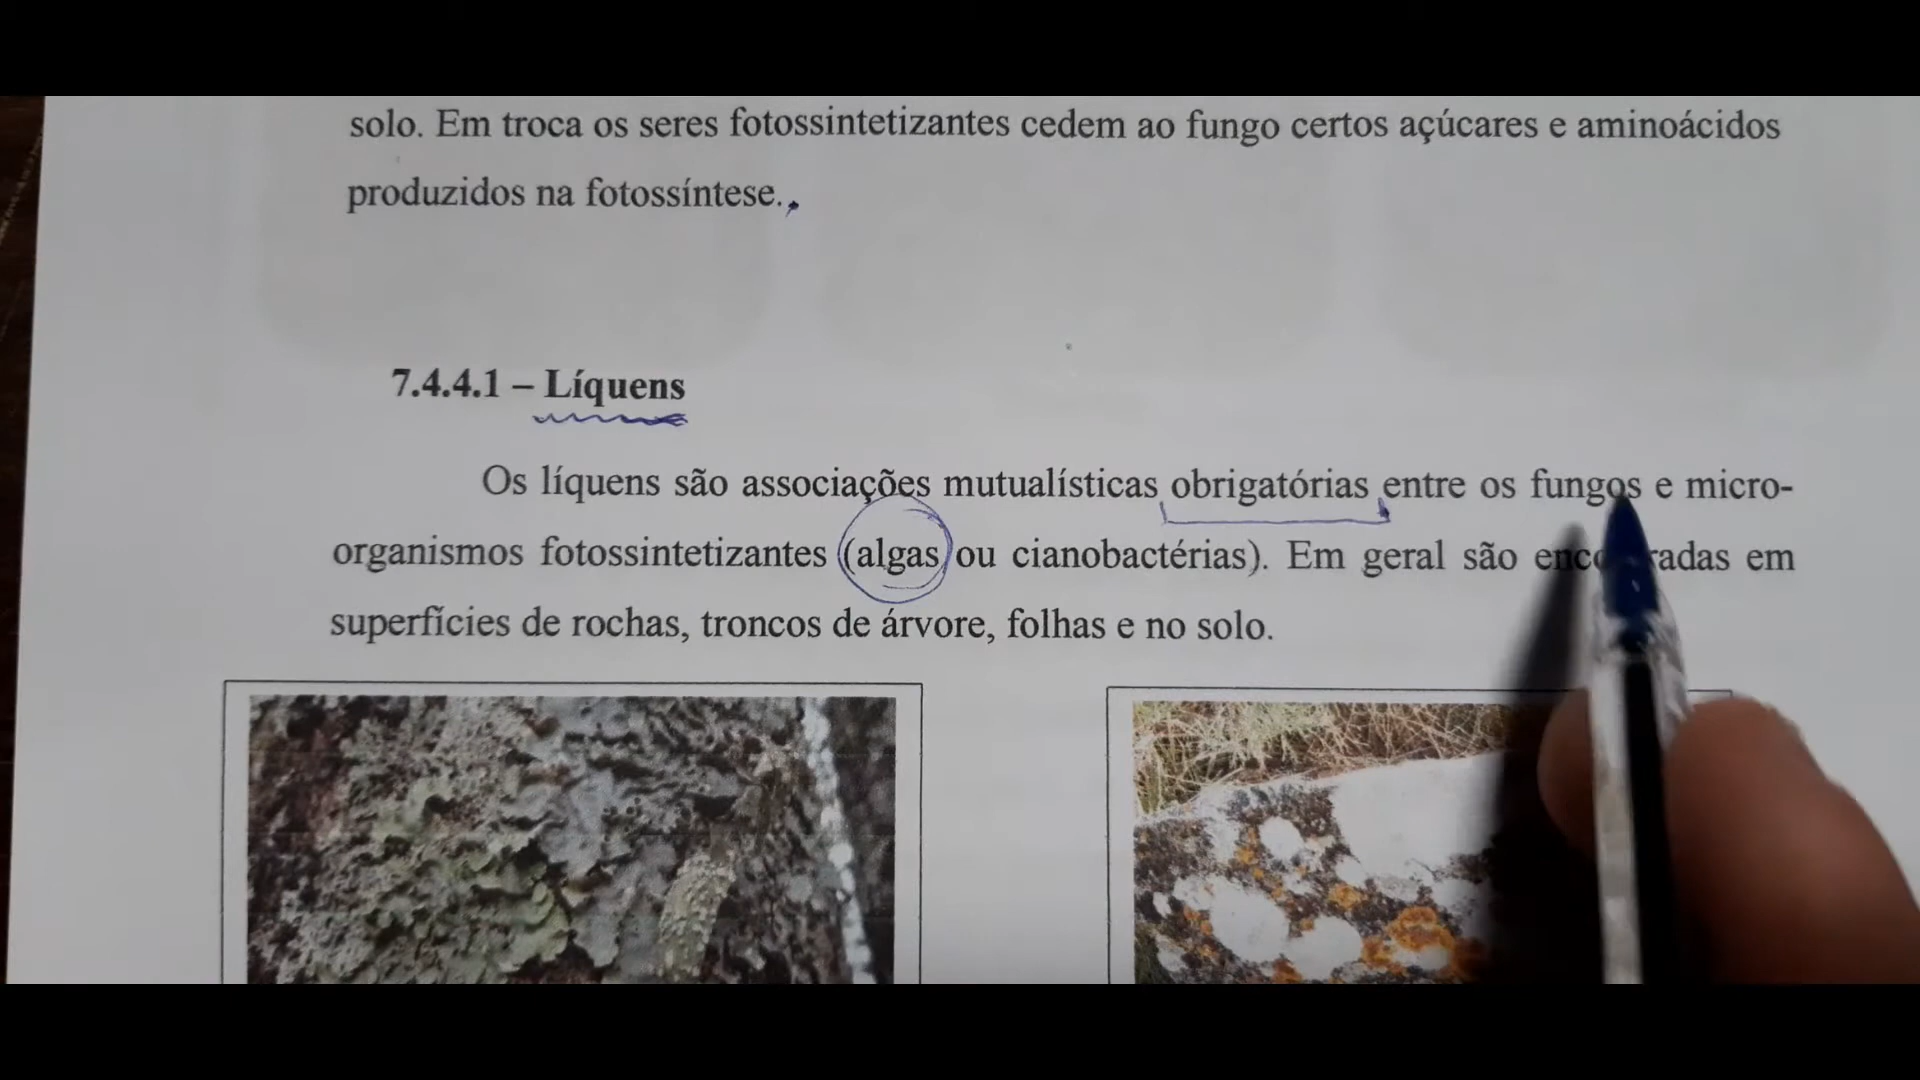 solo. Em troca os seres fotossintetizantes cedem ao fungo certos açúcares e aminoácidos
produzidos na fotossíntese.
7.4.4.1 – Líquens
Os líquens são associações mutualísticas obrigatórias entre os fungos e micro-
organismos fotossintetizantes (algas ou cianobactérias). Em geral são em
superfícies de rochas, troncos de árvore, folhas e no solo.